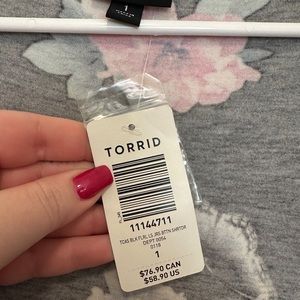 1
TORRID
11144711
TCAS BLK FLRL LS JRS BTTN SHRTDR
DEPT 0054
0118
1
$76.90 CAN
$58.90 US